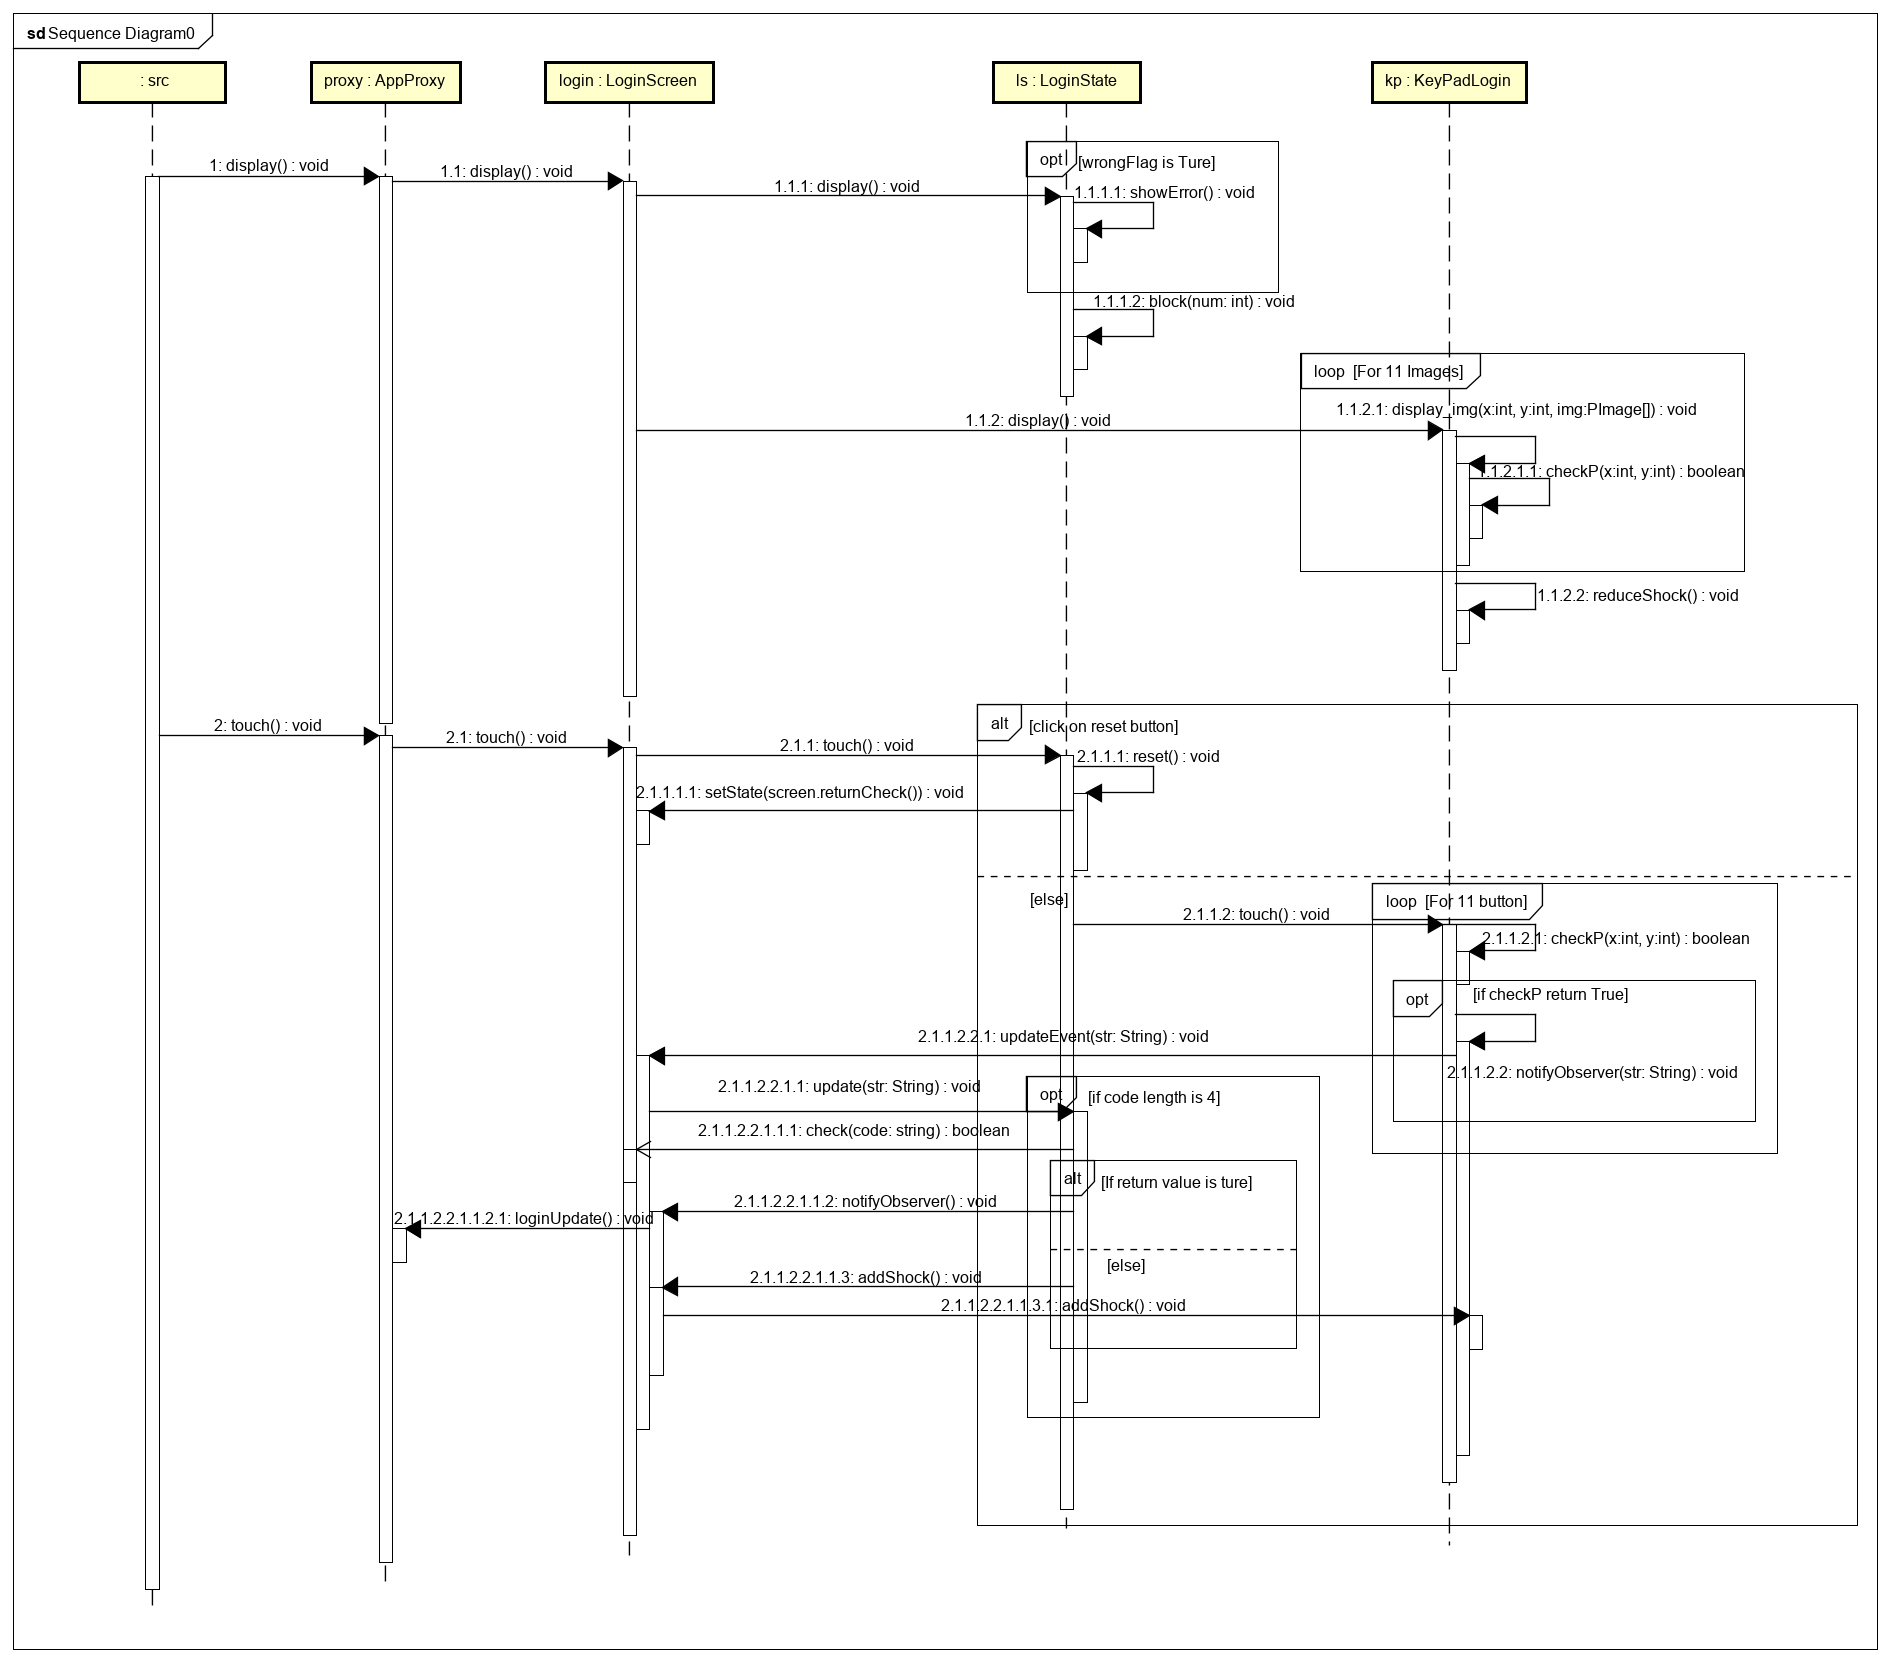 sd Sequence Diagram0
: src
proxy : AppProxy
login : LoginScreen
ls : LoginState
kp : KeyPadLogin
opt [wrongFlag is Ture]
1: display() : void
1.1: display() : void
1.1.1: display() : void
1.1.1.1: showError() : void
1.1.1.2: block(num: int) : void
loop [For 11 Images]
1.1.2.1: display_img(x:int, y:int, img:PImage[]) : void
1.1.2: display() : void
1.1.2.1.1: checkP(x:int, y:int) : boolean
1.1.2.2: reduceShock() : void
alt [click on reset button]
2: touch() : void
2.1: touch() : void
2.1.1: touch() : void
2.1.1.1: reset() : void
2.1.1.1.1: setState(screen.returnCheck()) : void
[else]
loop [For 11 button]
2.1.1.2: touch() : void
2.1.1.2.1: checkP(x:int, y:int) : boolean
opt [if checkP return True]
2.1.1.2.2.1: updateEvent(str: String) : void
2.1.1.2.2: notifyObserver(str: String) : void
2.1.1.2.2.1.1: update(str: String) : void
opt [if code length is 4]
2.1.1.2.2.1.1.1: check(code: string) : boolean
alt [If return value is ture]
2.1.1.2.2.1.1.2: notifyObserver() : void
2.1.1.2.2.1.1.2.1: loginUpdate() : void
[else]
2.1.1.2.2.1.1.3: addShock() : void
2.1.1.2.2.1.1.3.1: addShock() : void